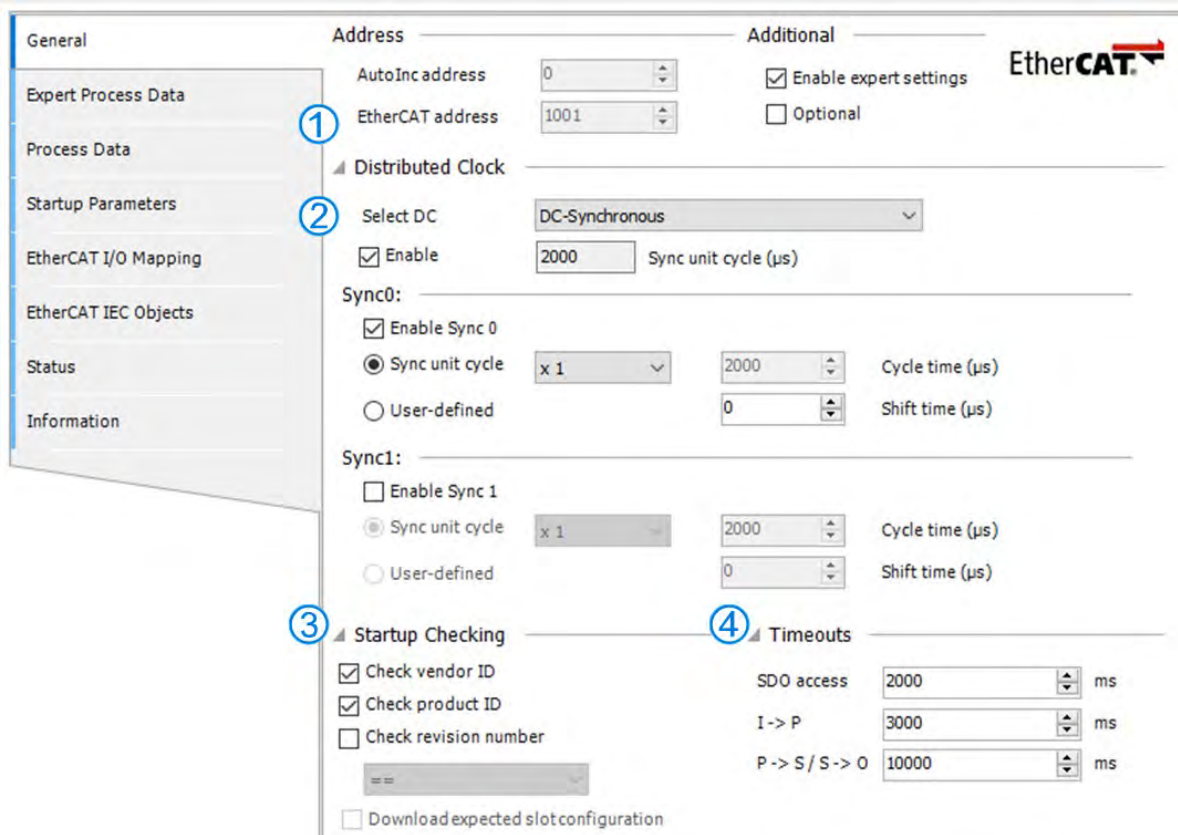 General
Expert Process Data
Process Data
Startup Parameters
EtherCAT I/O Mapping
EtherCAT IEC Objects
Status
Information
Address
Additional
EtherCAT.
AutoInc address 0
Enable expert settings
① EtherCAT address 1001
Optional
Distributed Clock
② Select DC DC-Synchronous
Enable 2000 Sync unit cycle (µs)
Sync0:
Enable Sync 0
Sync unit cycle x 1 2000 Cycle time (µs)
User-defined 0 Shift time (µs)
Sync1:
Enable Sync 1
Sync unit cycle x 1 2000 Cycle time (µs)
User-defined 0 Shift time (µs)
③ Startup Checking
Check vendor ID
Check product ID
Check revision number
==
Download expected slot configuration
④ Timeouts
SDO access 2000 ms
I -> P 3000 ms
P -> S / S -> O 10000 ms